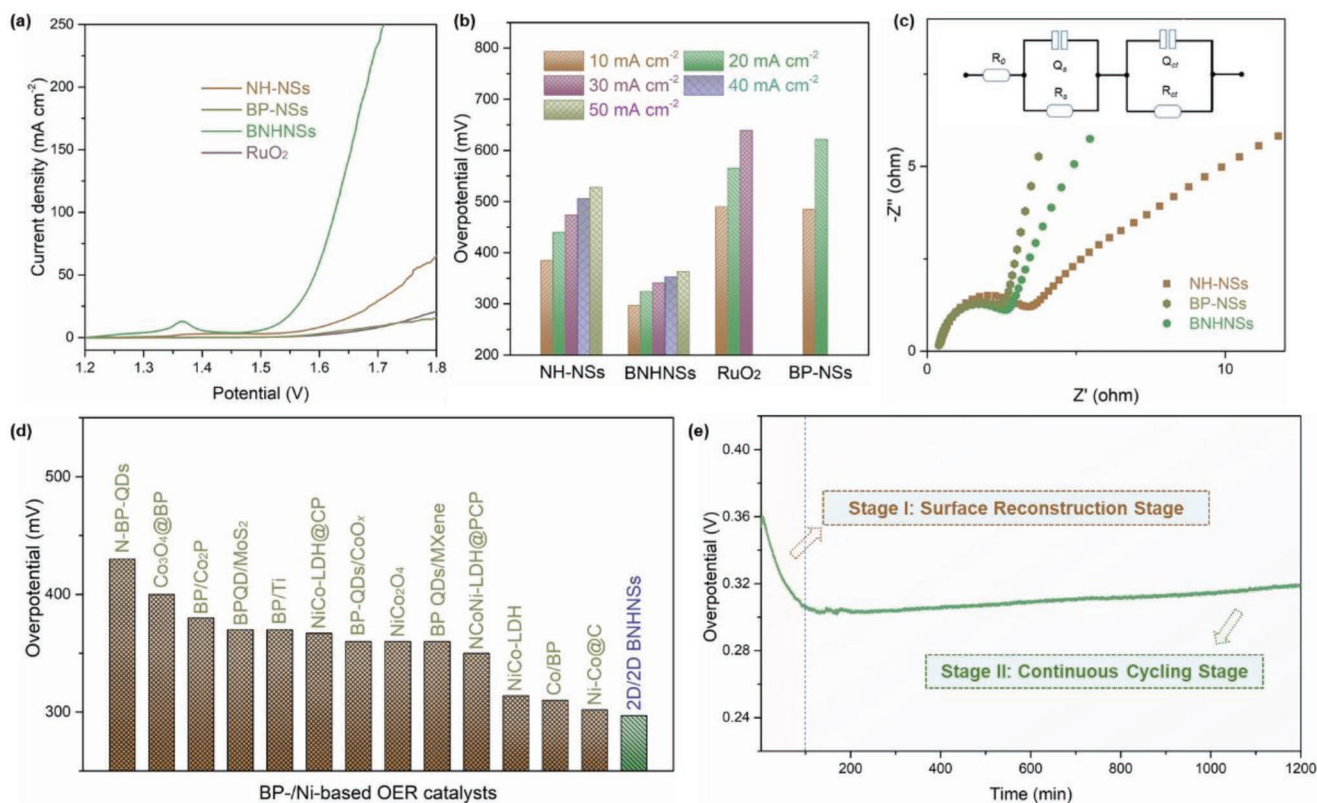 (a)
250
200
150
100
50
0
1.2 1.3 1.4 1.5 1.6 1.7 1.8
Current density (mA cm⁻²)
Potential (V)
NH-NSs
BP-NSs
BNHNSs
RuO₂
(b)
850
800
750
700
650
600
550
500
450
400
350
300
250
200
Overpotential (mV)
10 mA cm⁻² 20 mA cm⁻²
30 mA cm⁻² 40 mA cm⁻²
50 mA cm⁻²
NH-NSs BNHNSs RuO₂ BP-NSs
(c)
R₀ Qₛ Q꜀ₜ
Rₛ R꜀ₜ
5
0
0 10
-Z'' (ohm)
Z' (ohm)
NH-NSs
BP-NSs
BNHNSs
(d)
500
400
300
Overpotential (mV)
N-BP-QDs
Co₃O₄@BP
BP/Co₂P
BPQD/MoS₂
BP/Ti
NiCo-LDH@CP
BP-QDs/CoOₓ
NiCo₂O₄
BP QDs/MXene
NCoNi-LDH@PCP
NiCo-LDH
Co/BP
Ni-Co@C
2D/2D BNHNSs
BP-/Ni-based OER catalysts
(e)
0.40
0.36
0.32
0.28
0.24
Overpotential (V)
Stage I: Surface Reconstruction Stage
Stage II: Continuous Cycling Stage
200 400 600 800 1000 1200
Time (min)